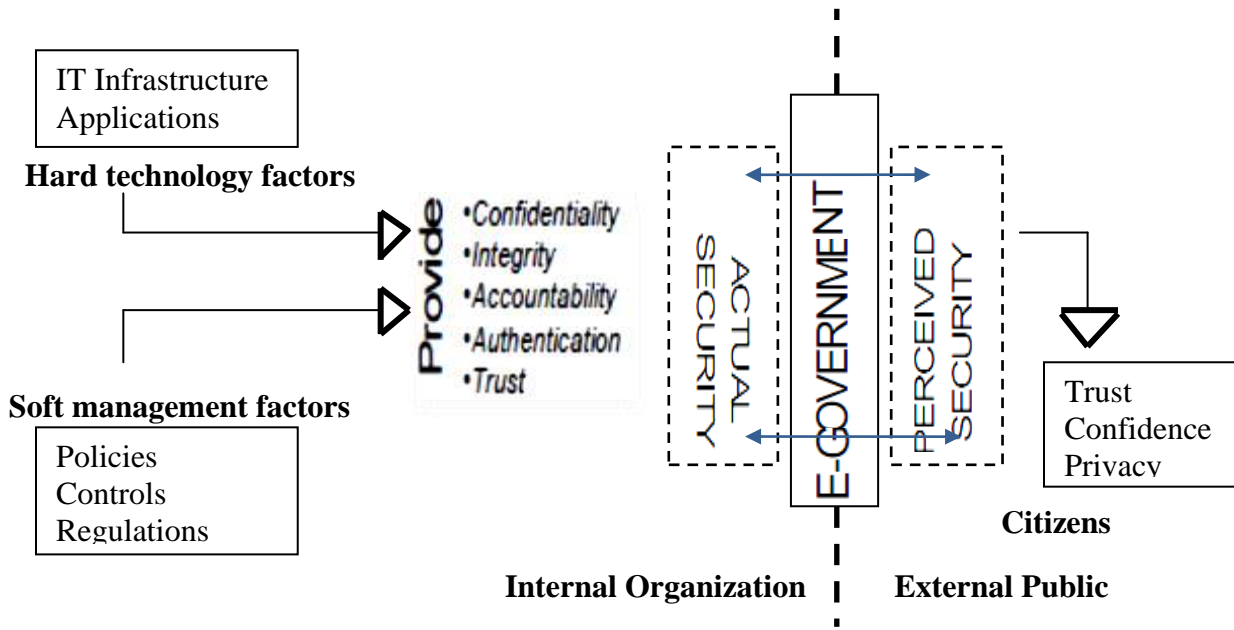 IT Infrastructure
Applications
Hard technology factors
Provide
•Confidentiality
•Integrity
•Accountability
•Authentication
•Trust
Soft management factors
Policies
Controls
Regulations
ACTUAL
SECURITY
E-GOVERNMENT
PERCEIVED
SECURITY
Trust
Confidence
Privacy
Citizens
Internal Organization
External Public